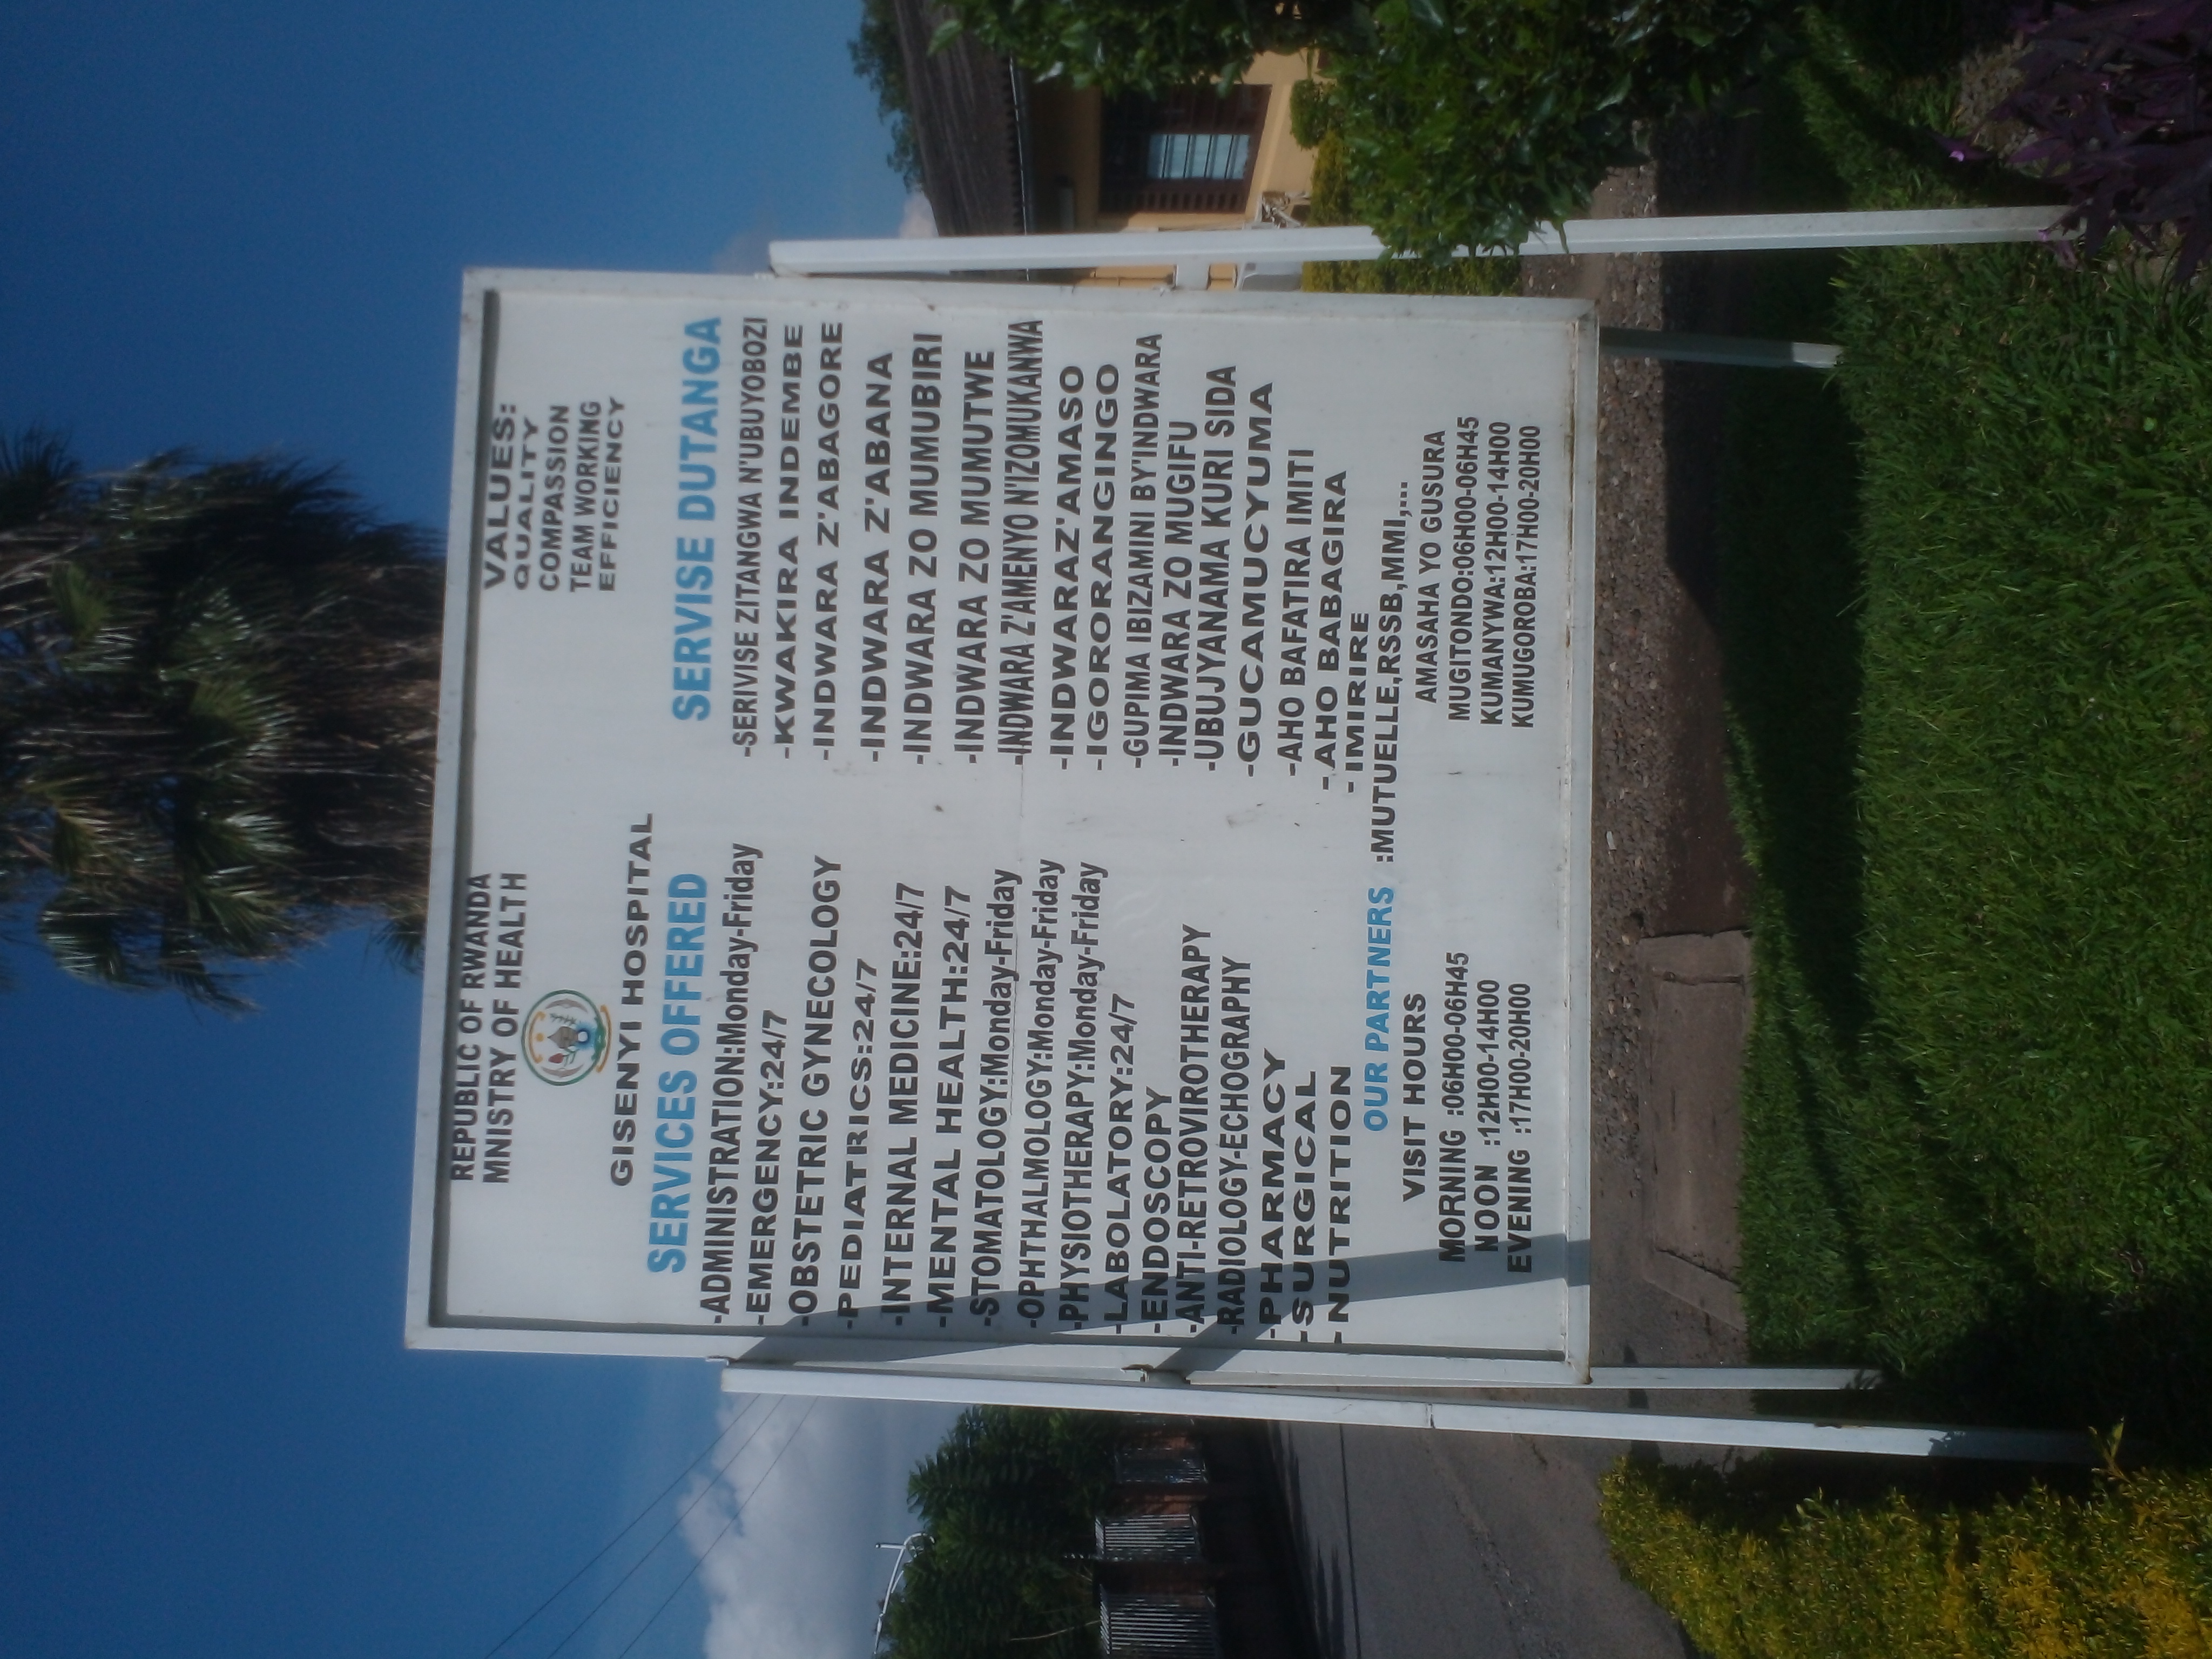 REPUBLIC OF RWANDA
MNISTRY OF HEALTH
GISENYI HOSPITAL
VALUES:
QUALITY
COMPASSION
TEAM WORKING
EFFICIENCY
SERVICES OFFERED
-ADMINISTRATION:Monday-Friday
-EMERGENCY:24/7
-OBSTETRIC GYNECOLOGY
-PEDIATRICS:24/7
-INTERNAL MEDICINE:24/7
-MENTAL HEALTH:24/7
-STOMATOLOGY:Monday-Friday
-OPHTHALMOLOGY:Monday-Friday
-PHYSIOTHERAPY:Monday-Friday
-LABOLATORY:24/7
-ENDOSCOPY
-ANTI-RETROVIROTHERAPY
-RADIOLOGY-ECHOGRAPHY
-PHARMACY
-SURGICAL
-NUTRITION
SERVISE DUTANGA
-SERIVISE ZITANGWA N'UBUYOBOZI
-KWAKIRA INDEMBE
-INDWARA Z'ABAGORE
-INDWARA Z'ABANA
-INDWARA ZO MUMUBIRI
-INDWARA ZO MUMUTWE
-INDWARA Z'AMENYO N'IZOMUKANWA
-INDWARAZ'AMASO
-IGORORANGINGO
-GUPIMA IBIZAMINI BY'INDWARA
-INDWARA ZO MUGIFU
-UBUJYANAMA KURI SIDA
-GUCAMUCYUMA
-AHO BAFATIRA IMITI
-AHO BABAGIRA
-IMIRIRE
OUR PARTNERS :MUTUELLE,RSSB,MMI,...
VISIT HOURS
MORNING :06H00-06H45
NOON :12H00-14H00
EVENING :17H00-20H00
AMASAHA YO GUSURA
MUGITONDO:06H00-06H45
KUMANYWA:12H00-14H00
KUMUGOROBA:17H00-20H00